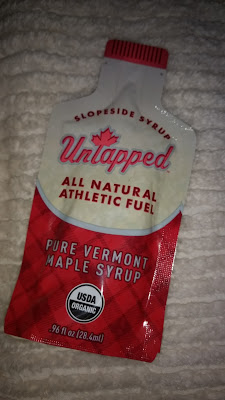 SLOPESIDE SYRUP
UnTapped
ALL NATURAL
ATHLETIC FUEL
PURE VERMONT
MAPLE SYRUP
USDA
ORGANIC
.96 fl oz (28.4ml)